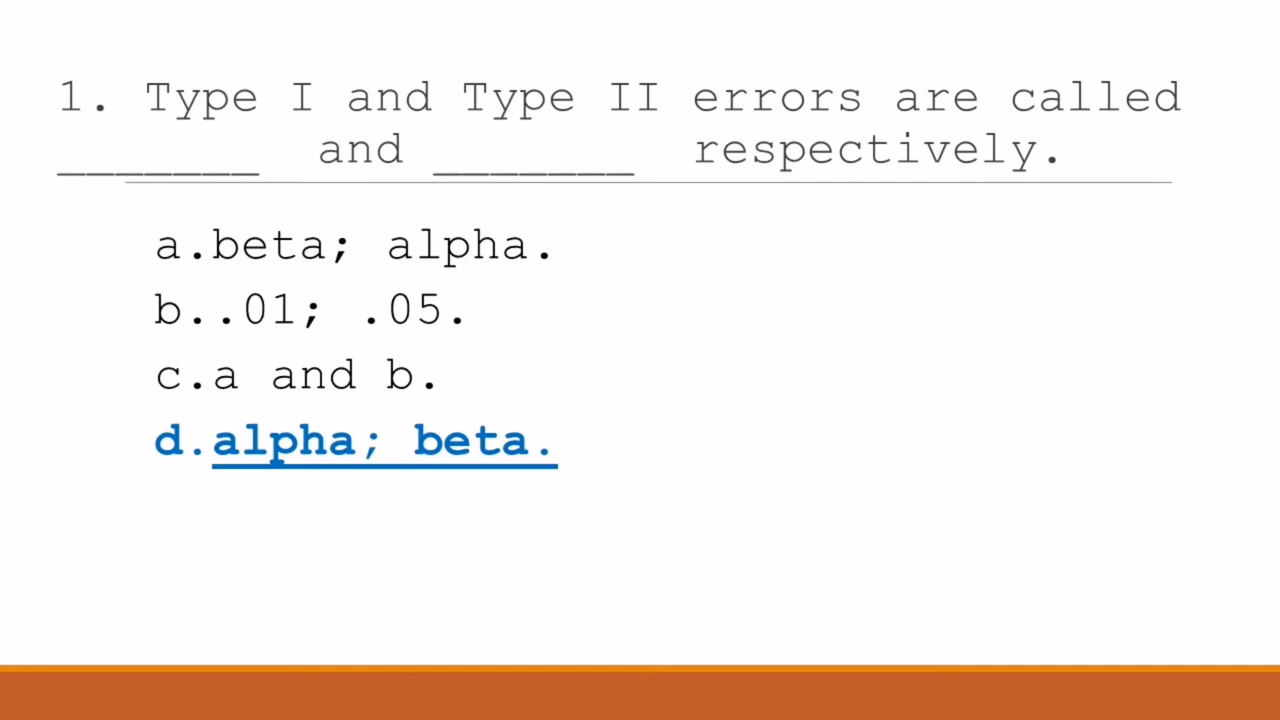 1. Type I and Type II errors are called
_______ and _______ respectively.
a.beta; alpha.
b..01; .05.
c.a and b.
d.alpha; beta.